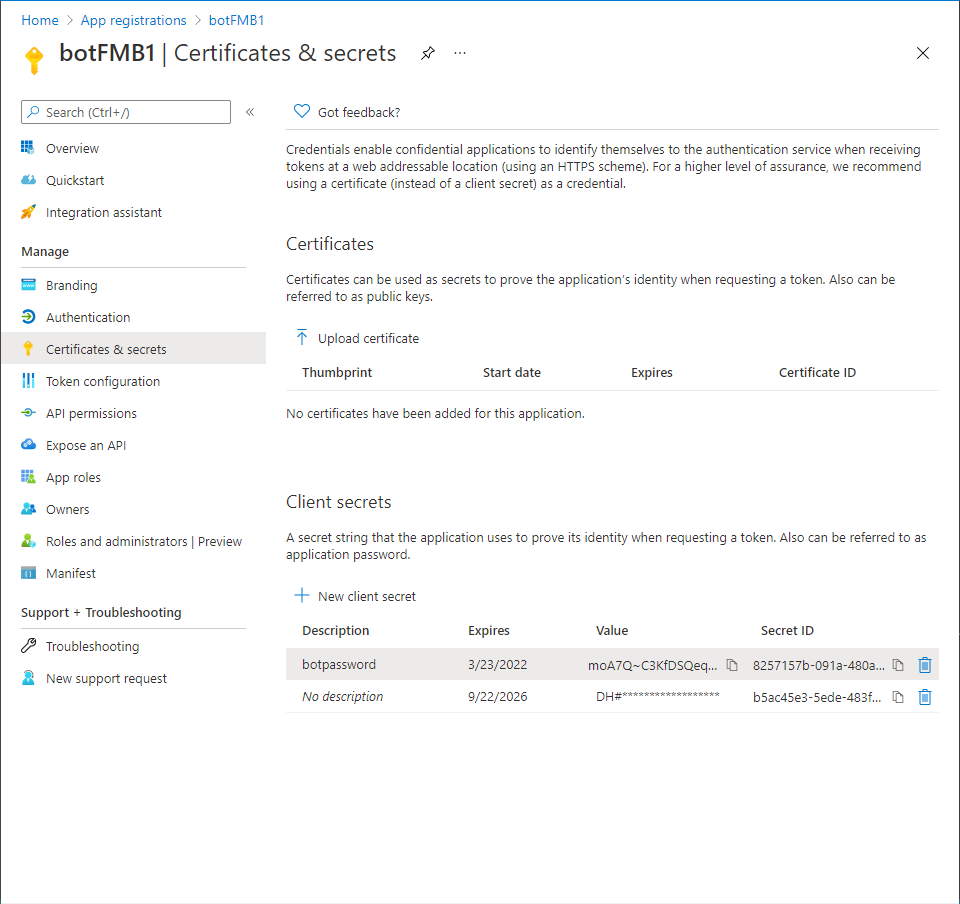 Home > App registrations > botFMB1
botFMB1 | Certificates & secrets ...
Search (Ctrl+/) «
Overview
Quickstart
Integration assistant
Manage
Branding
Authentication
Certificates & secrets
Token configuration
API permissions
Expose an API
App roles
Owners
Roles and administrators | Preview
Manifest
Support + Troubleshooting
Troubleshooting
New support request
Got feedback?
Credentials enable confidential applications to identify themselves to the authentication service when receiving
tokens at a web addressable location (using an HTTPS scheme). For a higher level of assurance, we recommend
using a certificate (instead of a client secret) as a credential.
Certificates
Certificates can be used as secrets to prove the application's identity when requesting a token. Also can be
referred to as public keys.
Upload certificate
Thumbprint Start date Expires Certificate ID
No certificates have been added for this application.
Client secrets
A secret string that the application uses to prove its identity when requesting a token. Also can be referred to as
application password.
New client secret
Description Expires Value Secret ID
botpassword 3/23/2022 moA7Q~C3KfDSQeq... 8257157b-091a-480a...
No description 9/22/2026 DH#****************** b5ac45e3-5ede-483f...